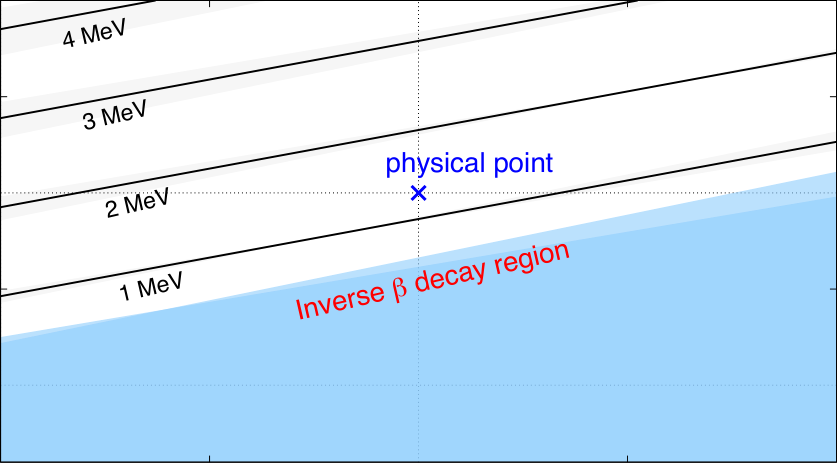 4 MeV
3 MeV
physical point
2 MeV
Inverse β decay region
1 MeV